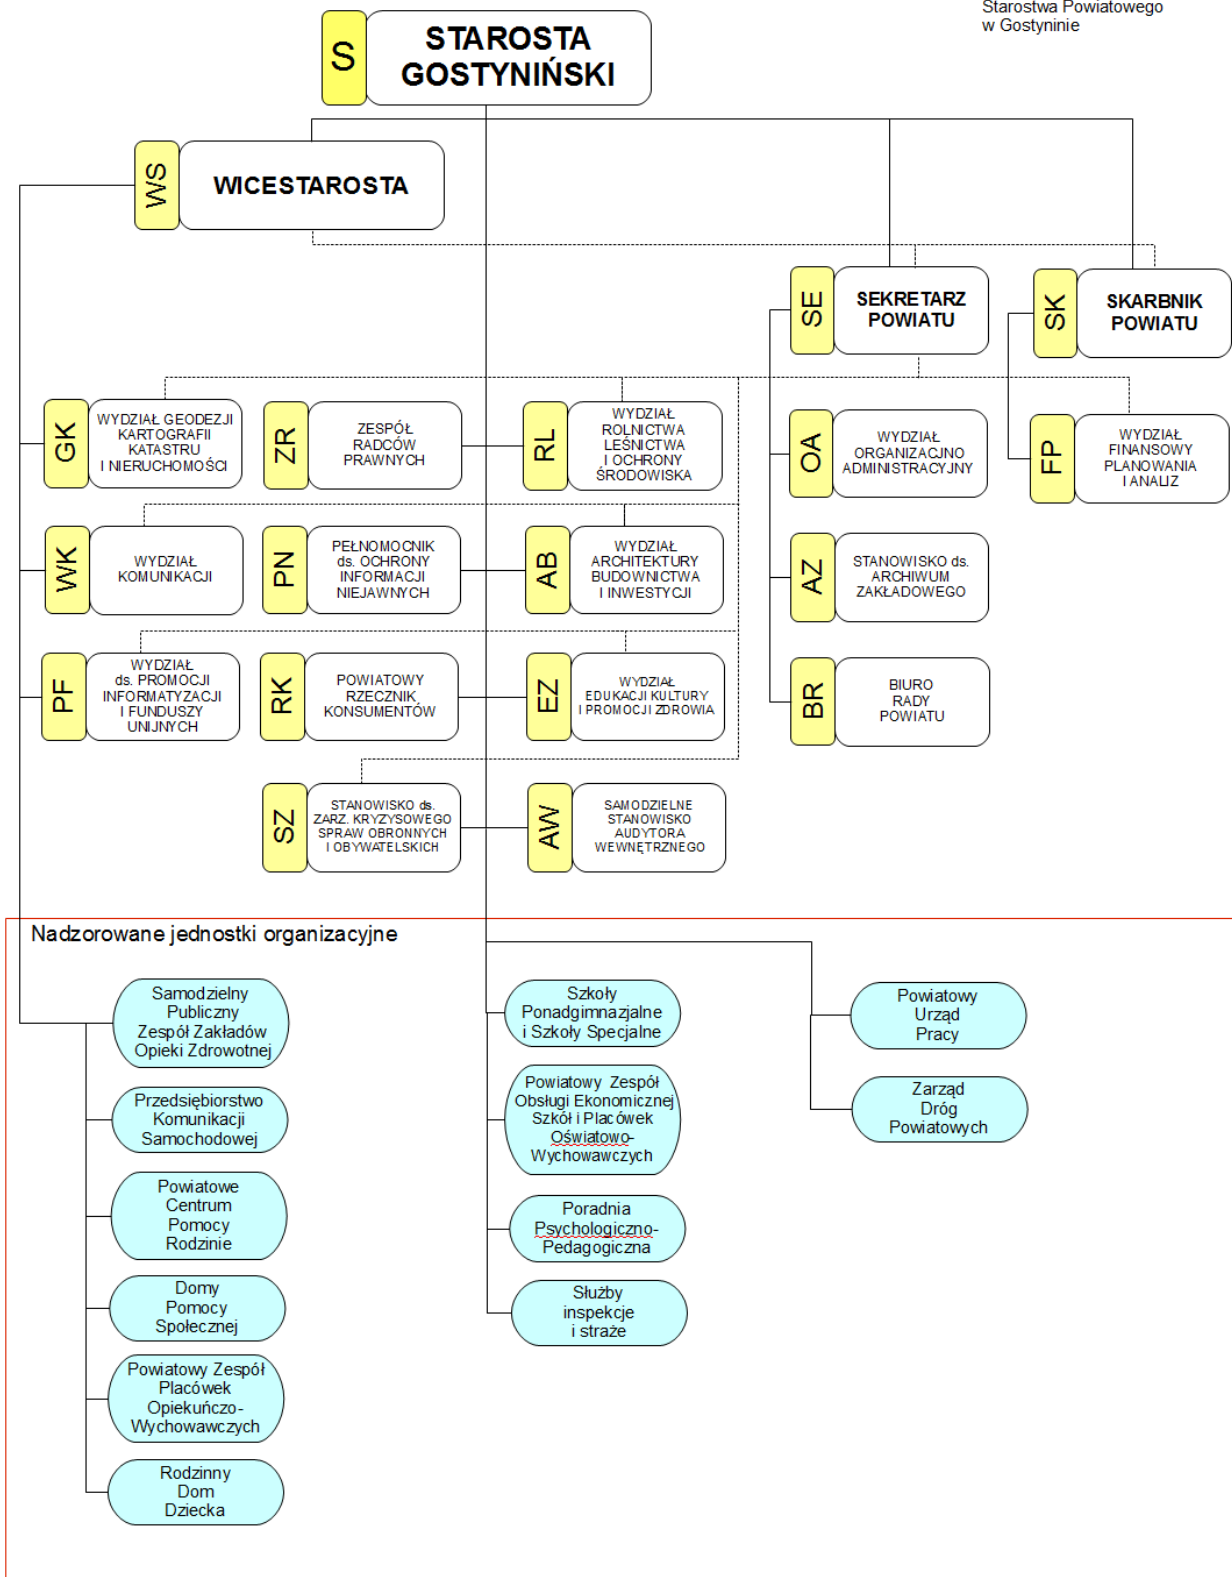 Starostwa Powiatowego
w Gostyninie
S
STAROSTA
GOSTYNIŃSKI
WS
WICESTAROSTA
SE
SEKRETARZ
POWIATU
SK
SKARBNIK
POWIATU
GK
WYDZIAŁ GEODEZJI
KARTOGRAFII
KATASTRU
I NIERUCHOMOŚCI
ZR
ZESPÓŁ
RADCÓW
PRAWNYCH
RL
WYDZIAŁ
ROLNICTWA
LEŚNICTWA
I OCHRONY
ŚRODOWISKA
OA
WYDZIAŁ
ORGANIZACJNO
ADMINISTRACYJNY
FP
WYDZIAŁ
FINANSOWY
PLANOWANIA
I ANALIZ
WK
WYDZIAŁ
KOMUNIKACJI
PN
PEŁNOMOCNIK
ds. OCHRONY
INFORMACJI
NIEJAWNYCH
AB
WYDZIAŁ
ARCHITEKTURY
BUDOWNICTWA
I INWESTYCJI
AZ
STANOWISKO ds.
ARCHIWUM
ZAKŁADOWEGO
PF
WYDZIAŁ
ds. PROMOCJI
INFORMATYZACJI
I FUNDUSZY
UNIJNYCH
RK
POWIATOWY
RZECZNIK
KONSUMENTÓW
EZ
WYDZIAŁ
EDUKACJI KULTURY
I PROMOCJI ZDROWIA
BR
BIURO
RADY
POWIATU
SZ
STANOWISKO ds.
ZARZ. KRYZYSOWEGO
SPRAW OBRONNYCH
I OBYWATELSKICH
AW
SAMODZIELNE
STANOWISKO
AUDYTORA
WEWNĘTRZNEGO
Nadzorowane jednostki organizacyjne
Samodzielny
Publiczny
Zespół Zakładów
Opieki Zdrowotnej
Przedsiębiorstwo
Komunikacji
Samochodowej
Powiatowe
Centrum
Pomocy
Rodzinie
Domy
Pomocy
Społecznej
Powiatowy Zespół
Placówek
Opiekuńczo-
Wychowawczych
Rodzinny
Dom
Dziecka
Szkoły
Ponadgimnazjalne
i Szkoły Specjalne
Powiatowy Zespół
Obsługi Ekonomicznej
Szkół i Placówek
Oświatowo-
Wychowawczych
Poradnia
Psychologiczno-
Pedagogiczna
Służby
inspekcje
i straże
Powiatowy
Urząd
Pracy
Zarząd
Dróg
Powiatowych